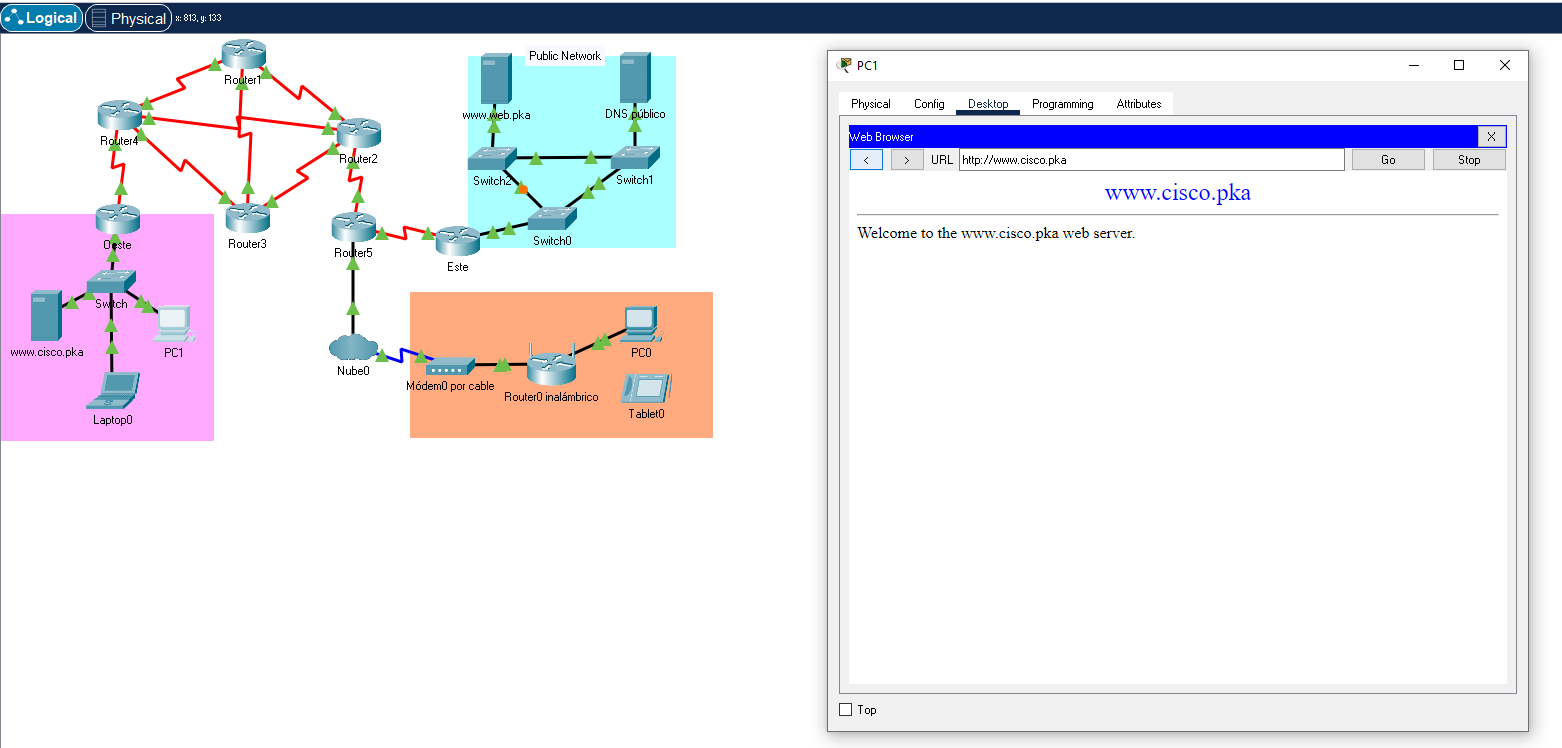 Logical
Physical
x: 813, y: 133
Router1
Router4
Router2
Router3
Oeste
Switch
www.cisco.pka
PC1
Laptop0
Public Network
www.web.pka
DNS público
Switch2
Switch1
Switch0
Router5
Este
Nube0
Módem0 por cable
Router0 inalámbrico
PC0
Tablet0
PC1
Physical
Config
Desktop
Programming
Attributes
Web Browser
X
<
>
URL
http://www.cisco.pka
Go
Stop
www.cisco.pka
Welcome to the www.cisco.pka web server.
Top